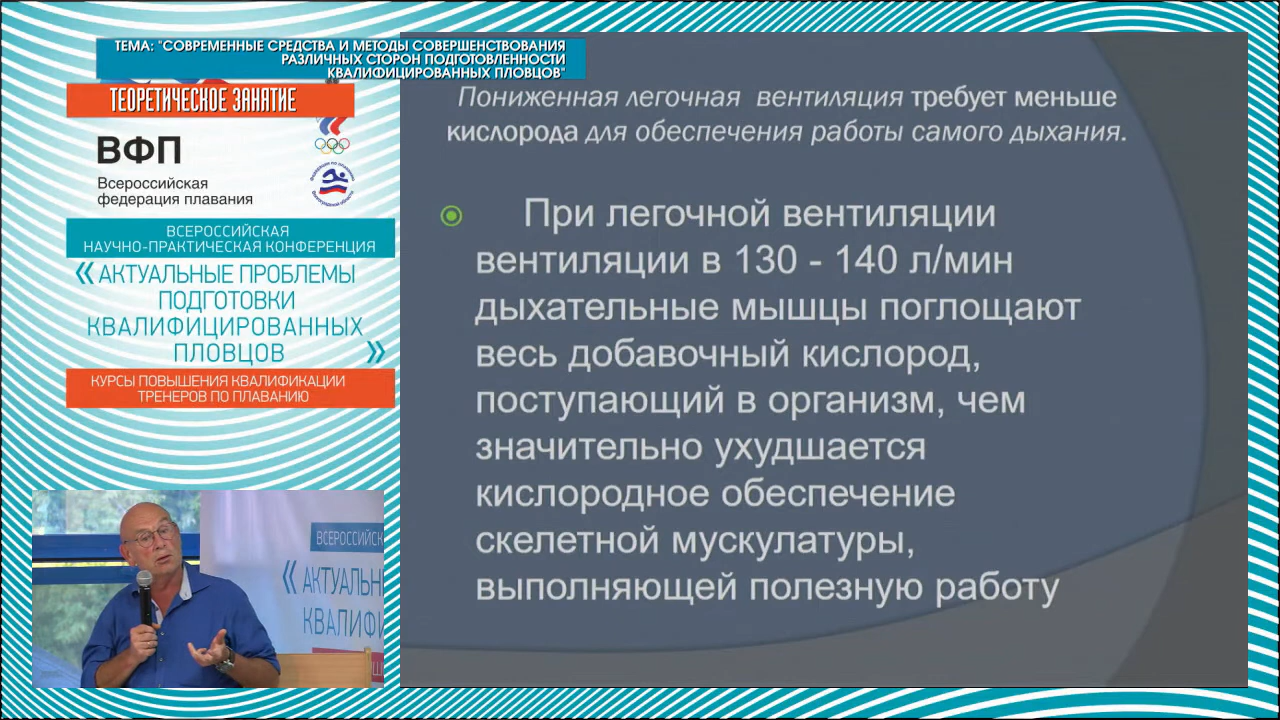 ТЕМА: "СОВРЕМЕННЫЕ СРЕДСТВА И МЕТОДЫ СОВЕРШЕНСТВОВАНИЯ
РАЗЛИЧНЫХ СТОРОН ПОДГОТОВЛЕННОСТИ
КВАЛИФИЦИРОВАННЫХ ПЛОВЦОВ"
ТЕОРЕТИЧЕСКОЕ ЗАНЯТИЕ
ВФП
Всероссийская
федерация плавания
ВСЕРОССИЙСКАЯ
НАУЧНО-ПРАКТИЧЕСКАЯ КОНФЕРЕНЦИЯ
«АКТУАЛЬНЫЕ ПРОБЛЕМЫ
ПОДГОТОВКИ
КВАЛИФИЦИРОВАННЫХ
ПЛОВЦОВ »
КУРСЫ ПОВЫШЕНИЯ КВАЛИФИКАЦИИ
ТРЕНЕРОВ ПО ПЛАВАНИЮ
Пониженная легочная вентиляция требует меньше
кислорода для обеспечения работы самого дыхания.
При легочной вентиляции
вентиляции в 130 - 140 л/мин
дыхательные мышцы поглощают
весь добавочный кислород,
поступающий в организм, чем
значительно ухудшается
кислородное обеспечение
скелетной мускулатуры,
выполняющей полезную работу
ВСЕРОССИЙСК
« АКТУАЛЬН
КВАЛИФИ